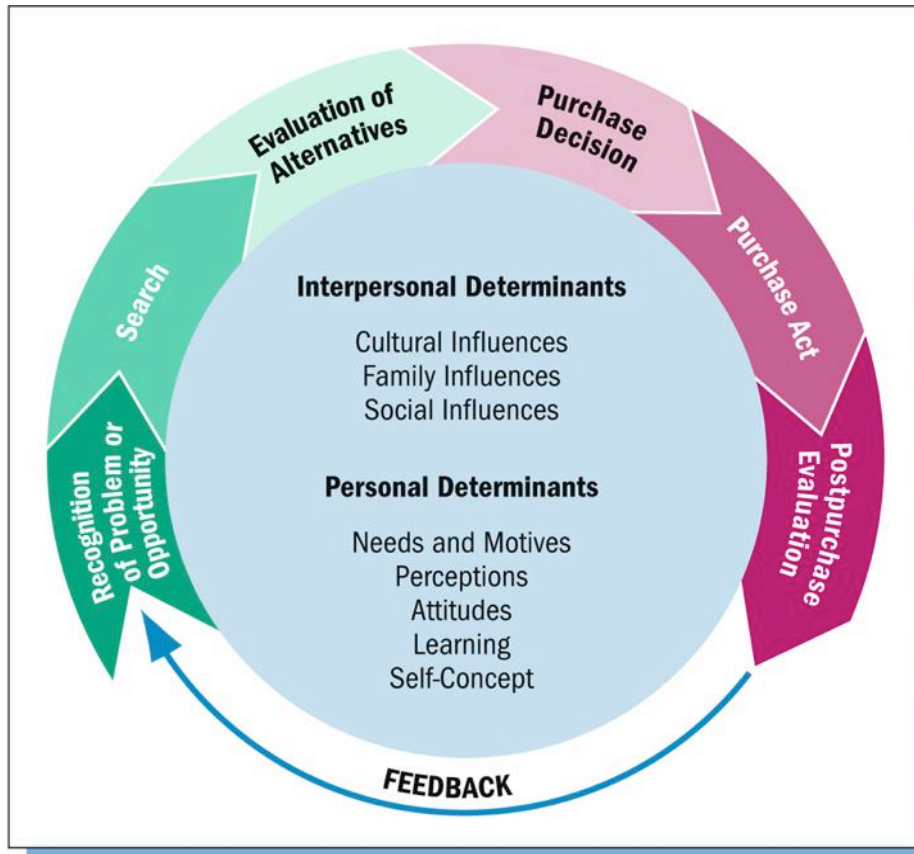 Recognition
of Problem or
Opportunity
Search
Evaluation of
Alternatives
Purchase
Decision
Purchase Act
Postpurchase
Evaluation
Interpersonal Determinants
Cultural Influences
Family Influences
Social Influences
Personal Determinants
Needs and Motives
Perceptions
Attitudes
Learning
Self-Concept
FEEDBACK